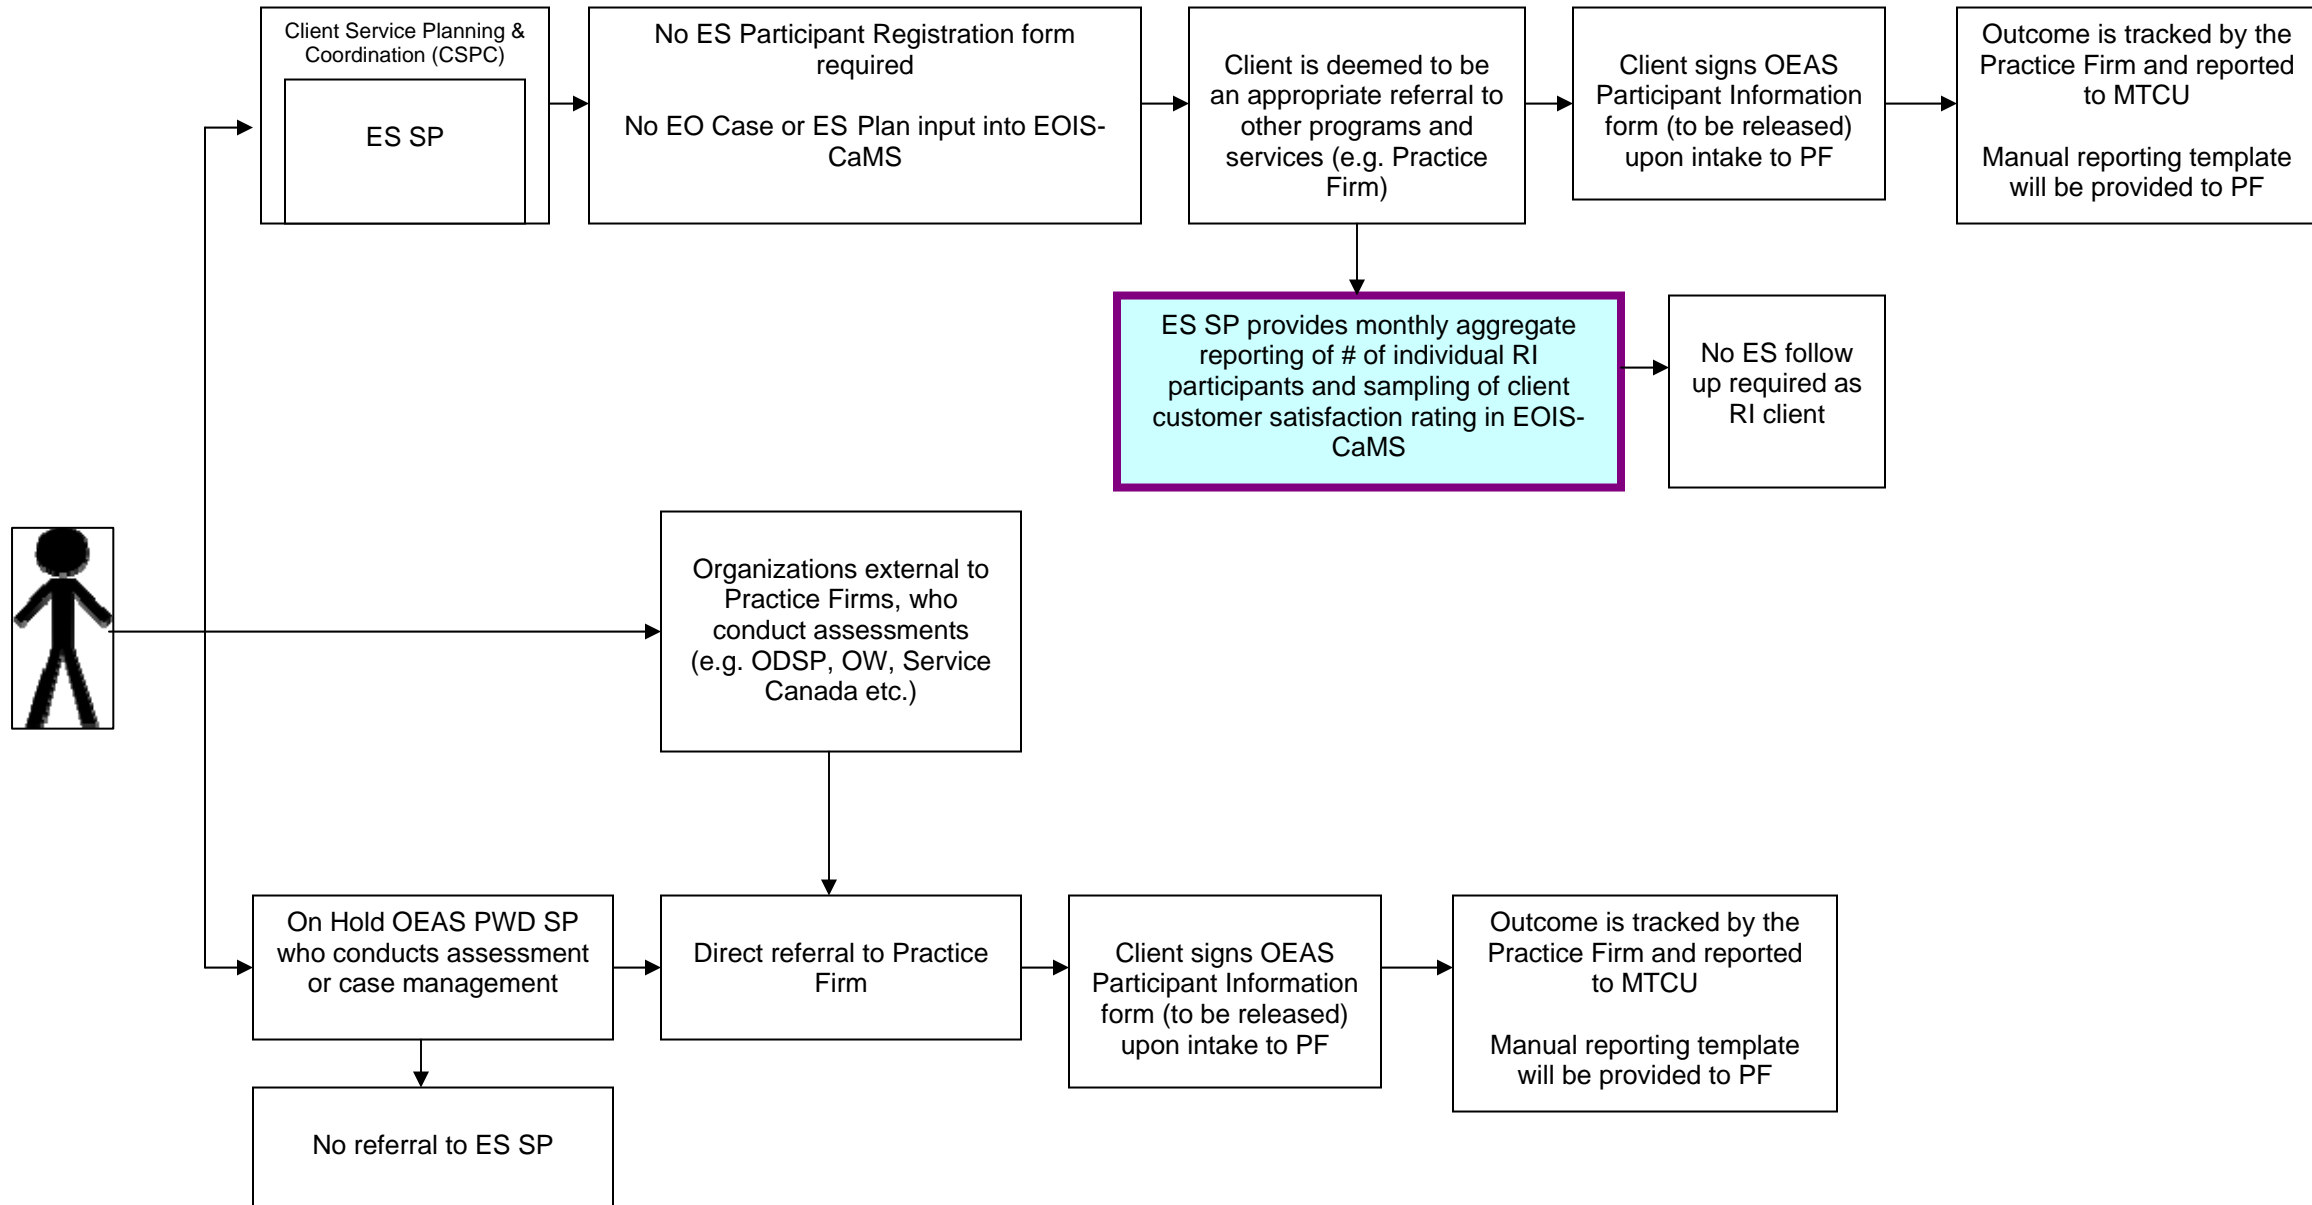 Client Service Planning &
Coordination (CSPC)
ES SP
No ES Participant Registration form
required
No EO Case or ES Plan input into EOIS-
CaMS
Client is deemed to be
an appropriate referral to
other programs and
services (e.g. Practice
Firm)
Client signs OEAS
Participant Information
form (to be released)
upon intake to PF
Outcome is tracked by the
Practice Firm and reported
to MTCU
Manual reporting template
will be provided to PF
ES SP provides monthly aggregate
reporting of # of individual RI
participants and sampling of client
customer satisfaction rating in EOIS-
CaMS
No ES follow
up required as
RI client
Organizations external to
Practice Firms, who
conduct assessments
(e.g. ODSP, OW, Service
Canada etc.)
On Hold OEAS PWD SP
who conducts assessment
or case management
Direct referral to Practice
Firm
Client signs OEAS
Participant Information
form (to be released)
upon intake to PF
Outcome is tracked by the
Practice Firm and reported
to MTCU
Manual reporting template
will be provided to PF
No referral to ES SP